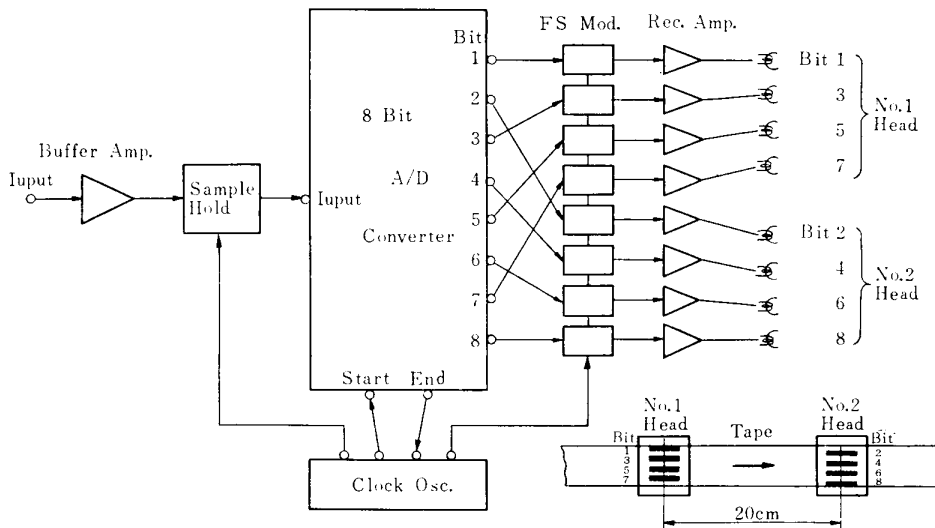 FS Mod. Rec. Amp.
Bit
1
2
3
4
5
6
7
8
8 Bit
A/D
Converter
Iuput
Buffer Amp.
Iuput
Sample
Hold
Start End
Clock Osc.
Bit 1
3
5
7
No.1
Head
Bit 2
4
6
8
No.2
Head
No.1
Head
Tape
No.2
Head
Bit
1
3
5
7
Bit
2
4
6
8
20cm